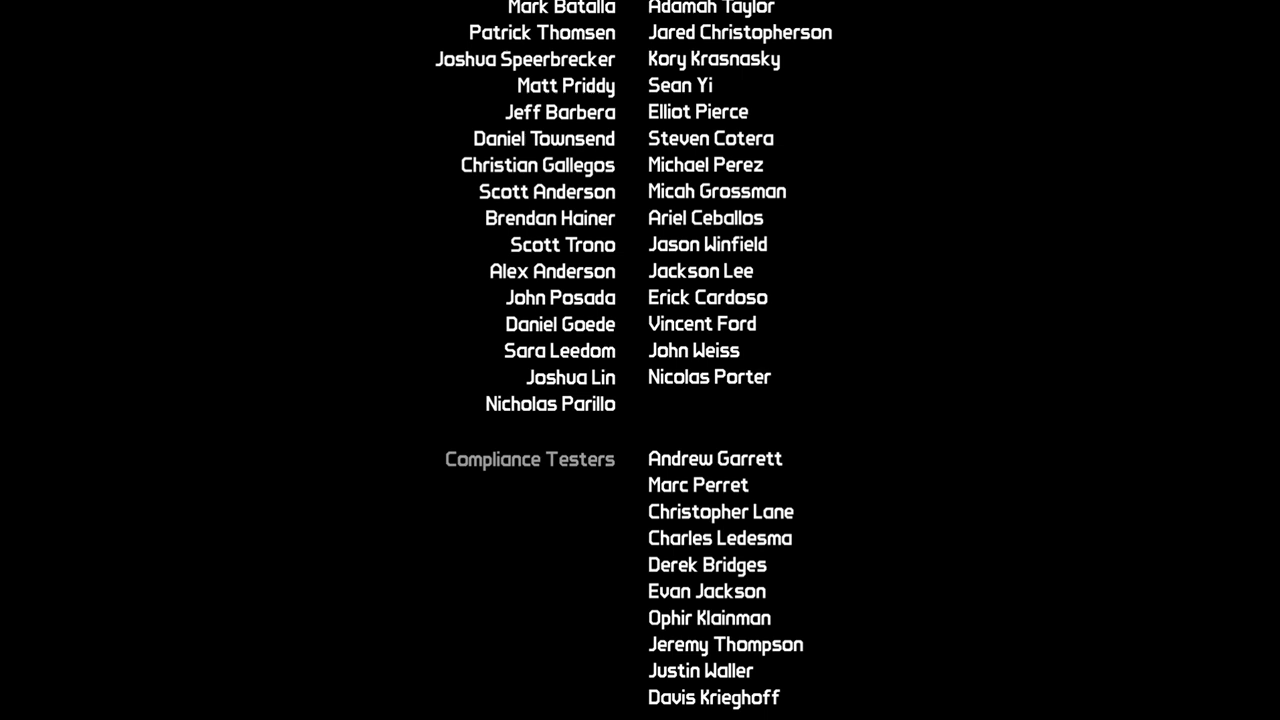 Mark Batalla Adamah Taylor
Patrick Thomsen Jared Christopherson
Joshua Speerbrecker Kory Krasnasky
Matt Priddy Sean Yi
Jeff Barbera Elliot Pierce
Daniel Townsend Steven Cotera
Christian Gallegos Michael Perez
Scott Anderson Micah Grossman
Brendan Hainer Ariel Ceballos
Scott Trono Jason Winfield
Alex Anderson Jackson Lee
John Posada Erick Cardoso
Daniel Goede Vincent Ford
Sara Leedom John Weiss
Joshua Lin Nicolas Porter
Nicholas Parillo
Compliance Testers Andrew Garrett
Marc Perret
Christopher Lane
Charles Ledesma
Derek Bridges
Evan Jackson
Ophir Klainman
Jeremy Thompson
Justin Waller
Davis Krieghoff